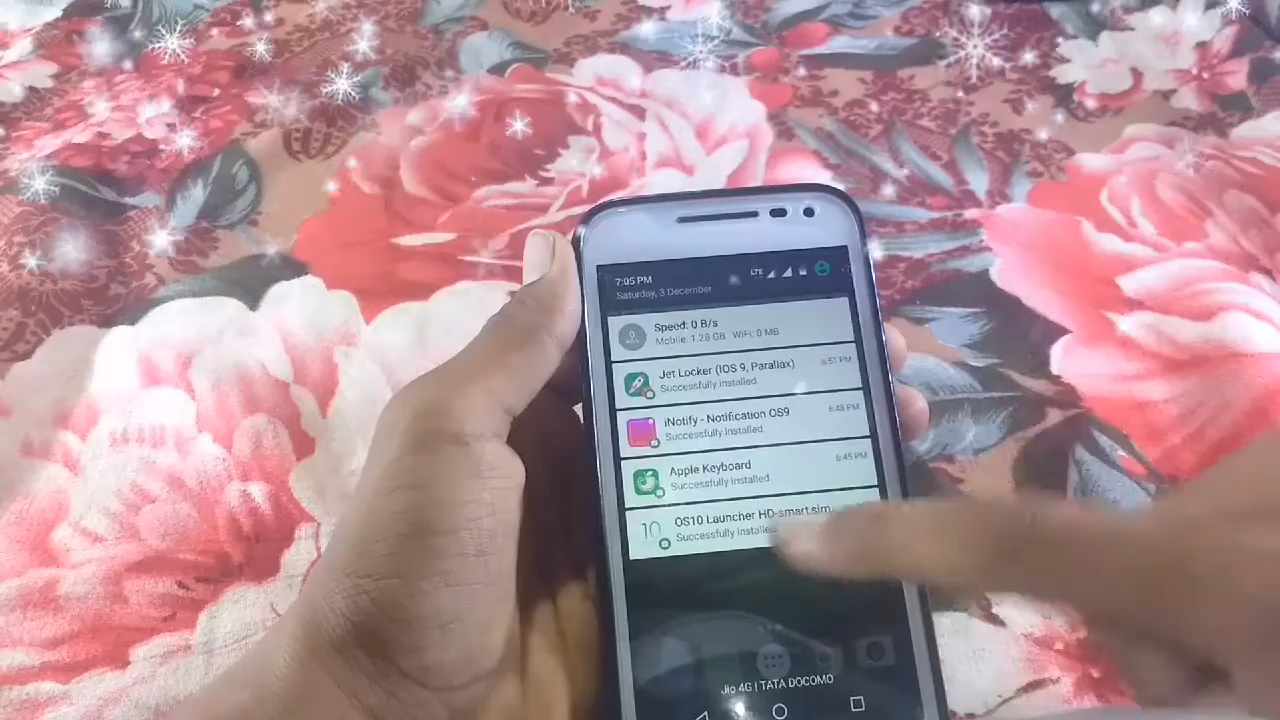 7:05 PM
LTE
Saturday, 3 December
Speed: 0 B/s
Mobile: 1.28 GB WiFi: 0 MB
Jet Locker (IOS 9, Parallax) 6:51 PM
Successfully installed.
iNotify - Notification OS9 6:48 PM
Successfully installed.
Apple Keyboard 6:45 PM
Successfully installed.
10 OS10 Launcher HD-smart,sim..
Successfully installed.
Jio 4G | TATA DOCOMO